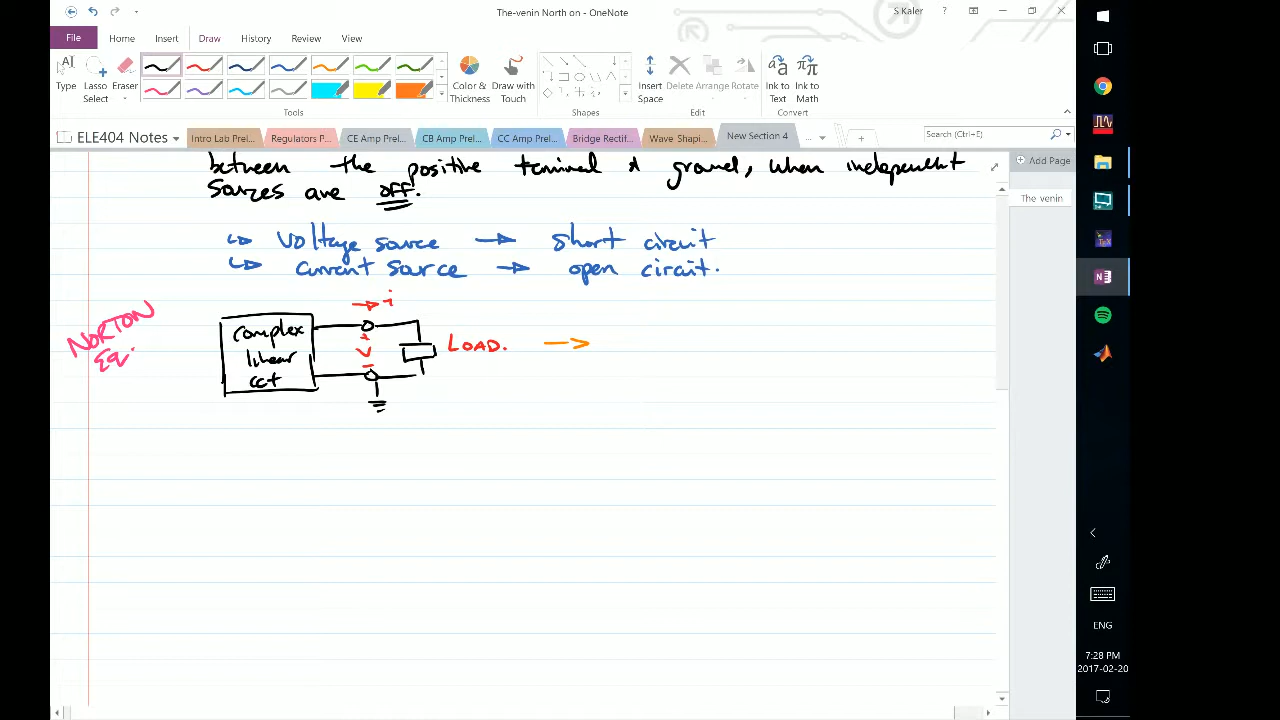 The-venin North on - OneNote
S Kaler
?
File
Home
Insert
Draw
History
Review
View
Type
Lasso Select
Eraser
Color & Thickness
Draw with Touch
Insert Space
Delete
Arrange
Rotate
Ink to Text
Ink to Math
Tools
Shapes
Edit
Convert
ELE404 Notes
Intro Lab Prel...
Regulators P...
CE Amp Prel...
CB Amp Prel...
CC Amp Prel...
Bridge Rectif...
Wave Shapi...
New Section 4
Search (Ctrl+E)
Add Page
The venin
between the positive terminal & ground, when independent
sources are off.
↳ voltage source → short circuit
↳ current source → open circuit.
NORTON
Eq.
complex
linear
cct
→ i
+
V
-
LOAD. →
ENG
7:28 PM
2017-02-20